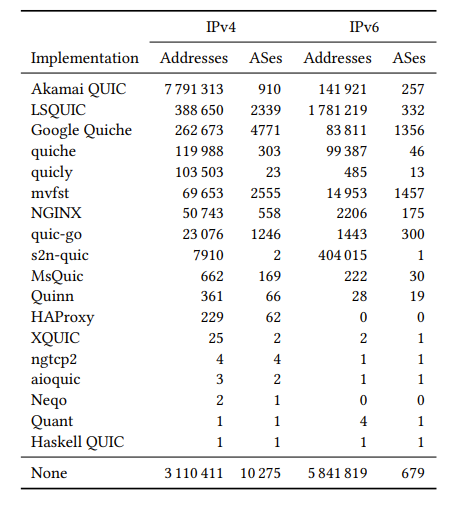 IPv4 IPv6
Implementation Addresses ASes Addresses ASes
Akamai QUIC 7 791 313 910 141 921 257
LSQUIC 388 650 2339 1 781 219 332
Google Quiche 262 673 4771 83 811 1356
quiche 119 988 303 99 387 46
quicly 103 503 23 485 13
mvfst 69 653 2555 14 953 1457
NGINX 50 743 558 2206 175
quic-go 23 076 1246 1443 300
s2n-quic 7910 2 404 015 1
MsQuic 662 169 222 30
Quinn 361 66 28 19
HAProxy 229 62 0 0
XQUIC 25 2 2 1
ngtcp2 4 4 1 1
aioquic 3 2 1 1
Neqo 2 1 0 0
Quant 1 1 4 1
Haskell QUIC 1 1 1 1
None 3 110 411 10 275 5 841 819 679